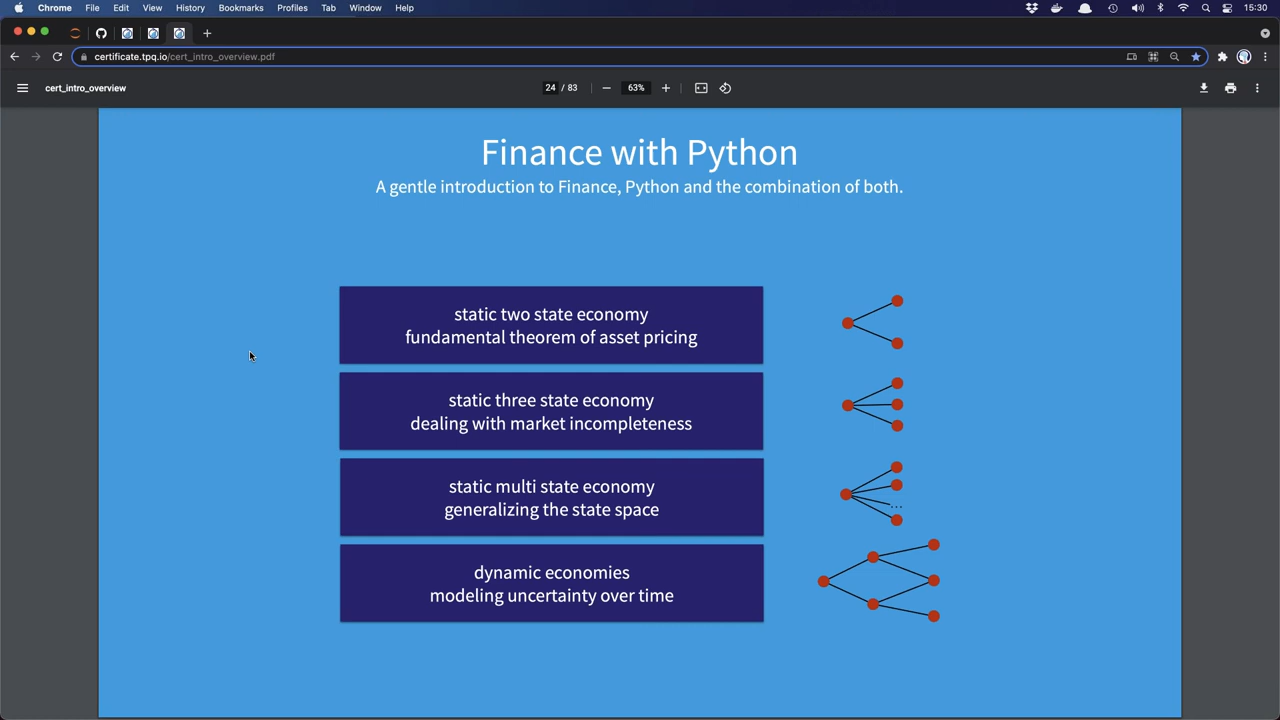 Chrome File Edit View History Bookmarks Profiles Tab Window Help 15:30
certificate.tpq.io/cert_intro_overview.pdf
cert_intro_overview 24 / 83 63%
Finance with Python
A gentle introduction to Finance, Python and the combination of both.
static two state economy
fundamental theorem of asset pricing
static three state economy
dealing with market incompleteness
static multi state economy
generalizing the state space
...
dynamic economies
modeling uncertainty over time